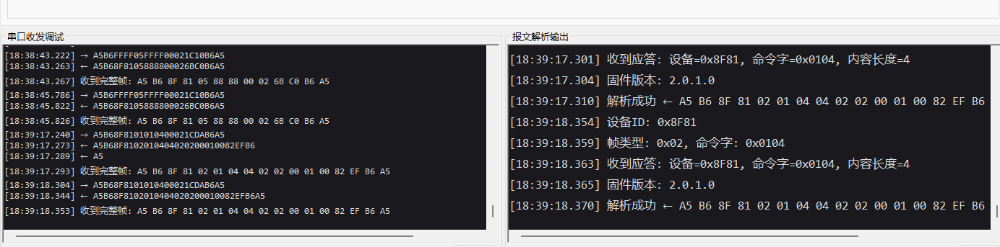 串口收发调试
[18:38:43.222] → A5B6FFFF05FFFF00021C10B6A5
[18:38:43.263] ← A5B68F8105888800026BC0B6A5
[18:38:43.267] 收到完整帧: A5 B6 8F 81 05 88 88 00 02 6B C0 B6 A5
[18:38:45.786] → A5B6FFFF05FFFF00021C10B6A5
[18:38:45.822] ← A5B68F8105888800026BC0B6A5
[18:38:45.826] 收到完整帧: A5 B6 8F 81 05 88 88 00 02 6B C0 B6 A5
[18:39:17.240] → A5B68F8101010400021CDAB6A5
[18:39:17.273] ← A5B68F8102010404020200010082EFB6
[18:39:17.289] ← A5
[18:39:17.293] 收到完整帧: A5 B6 8F 81 02 01 04 04 02 02 00 01 00 82 EF B6 A5
[18:39:18.304] → A5B68F8101010400021CDAB6A5
[18:39:18.344] ← A5B68F8102010404020200010082EFB6A5
[18:39:18.353] 收到完整帧: A5 B6 8F 81 02 01 04 04 02 02 00 01 00 82 EF B6 A5
报文解析输出
[18:39:17.301] 收到应答: 设备=0x8F81, 命令字=0x0104, 内容长度=4
[18:39:17.304] 固件版本: 2.0.1.0
[18:39:17.310] 解析成功 ← A5 B6 8F 81 02 01 04 04 02 02 00 01 00 82 EF B6
[18:39:18.354] 设备ID: 0x8F81
[18:39:18.359] 帧类型: 0x02, 命令字: 0x0104
[18:39:18.363] 收到应答: 设备=0x8F81, 命令字=0x0104, 内容长度=4
[18:39:18.365] 固件版本: 2.0.1.0
[18:39:18.370] 解析成功 ← A5 B6 8F 81 02 01 04 04 02 02 00 01 00 82 EF B6